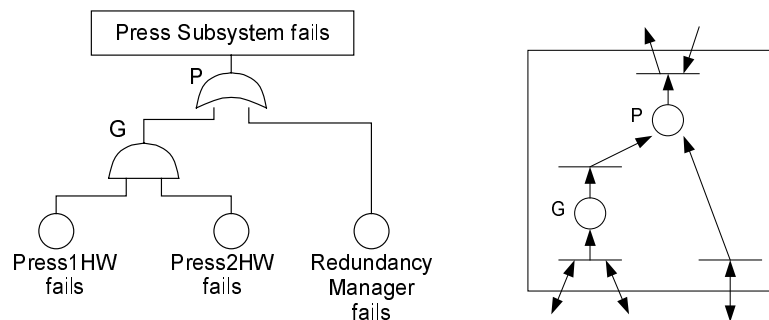 Press Subsystem fails
P
G
Press1HW
fails
Press2HW
fails
Redundancy
Manager
fails
P
G